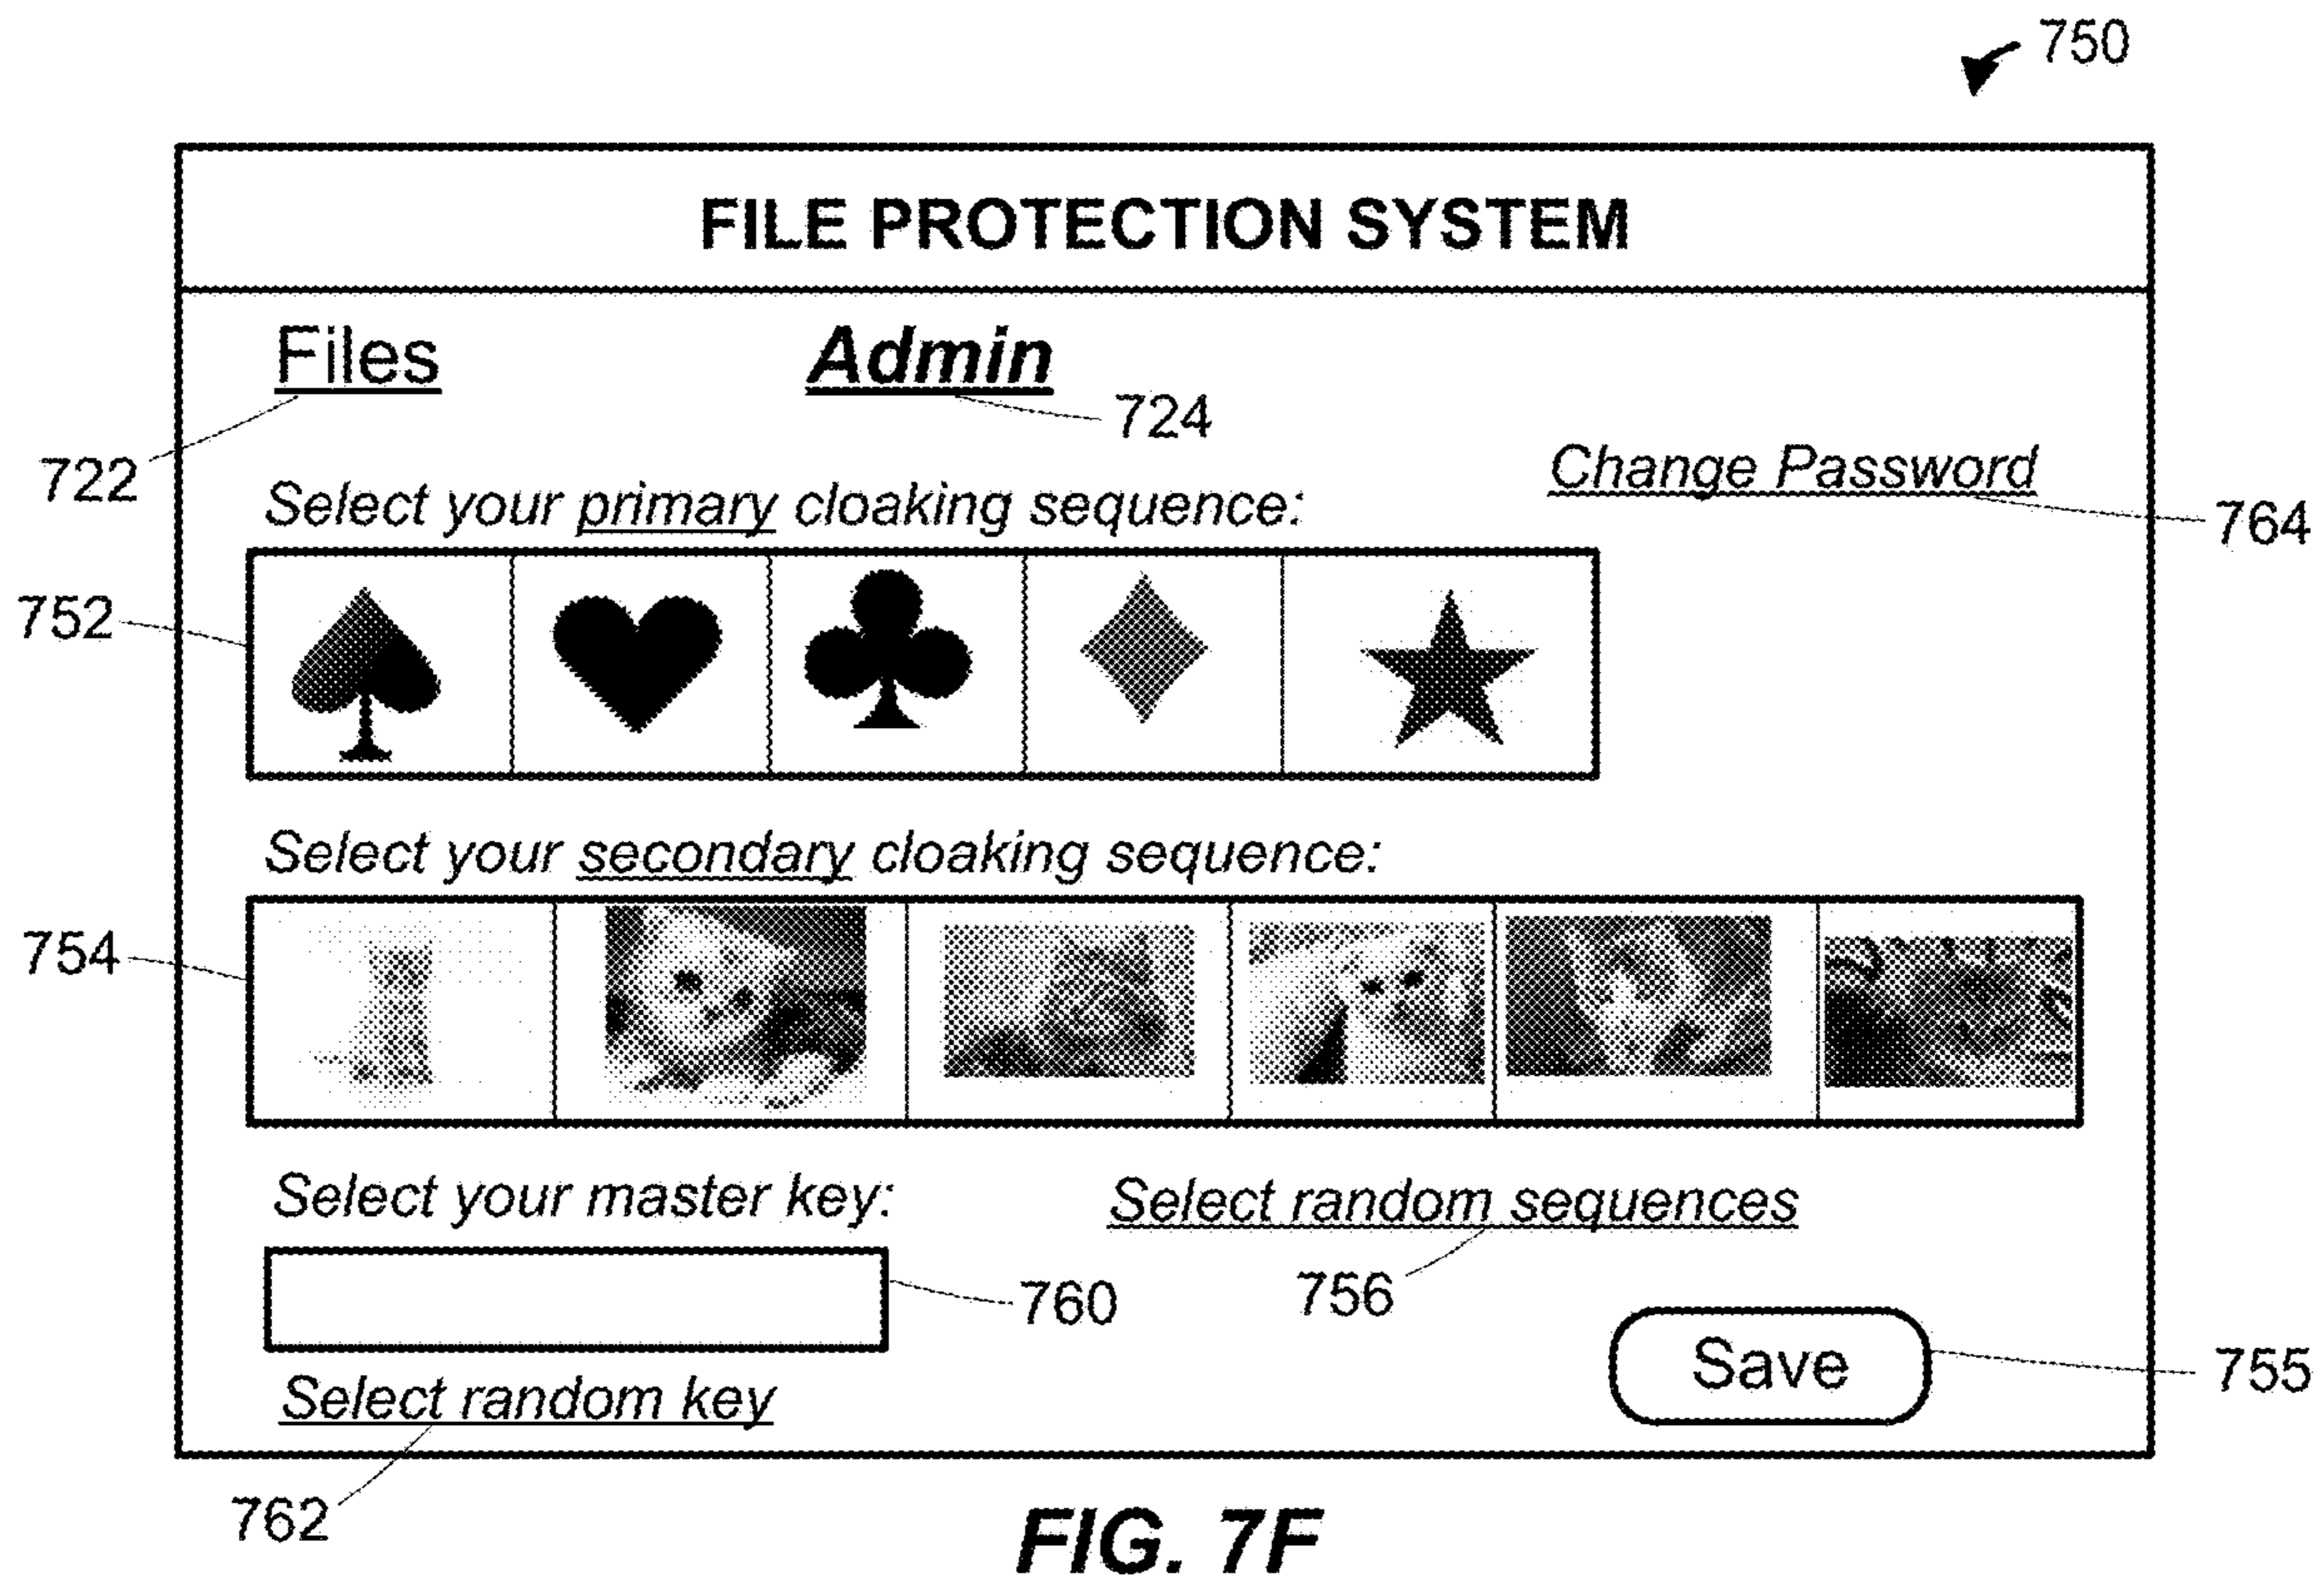 750
FILE PROTECTION SYSTEM
Files Admin
724
722
Change Password
764
Select your primary cloaking sequence:
752
Select your secondary cloaking sequence:
754
Select your master key:
Select random sequences
760
756
Save
755
Select random key
762
FIG. 7F